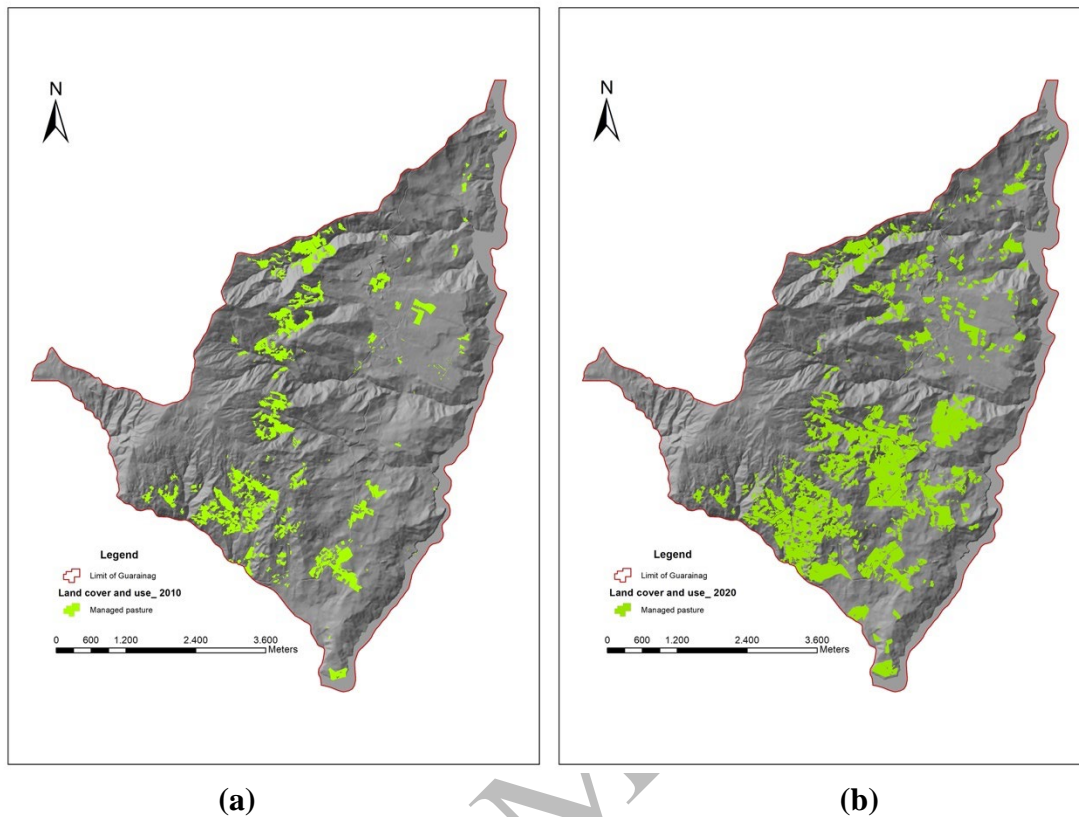 N
Legend
Limit of Guarainag
Land cover and use_ 2010
Managed pasture
0 600 1.200 2.400 3.600
Meters
N
Legend
Limit of Guarainag
Land cover and use_ 2020
Managed pasture
0 600 1.200 2.400 3.600
Meters
(a)
(b)